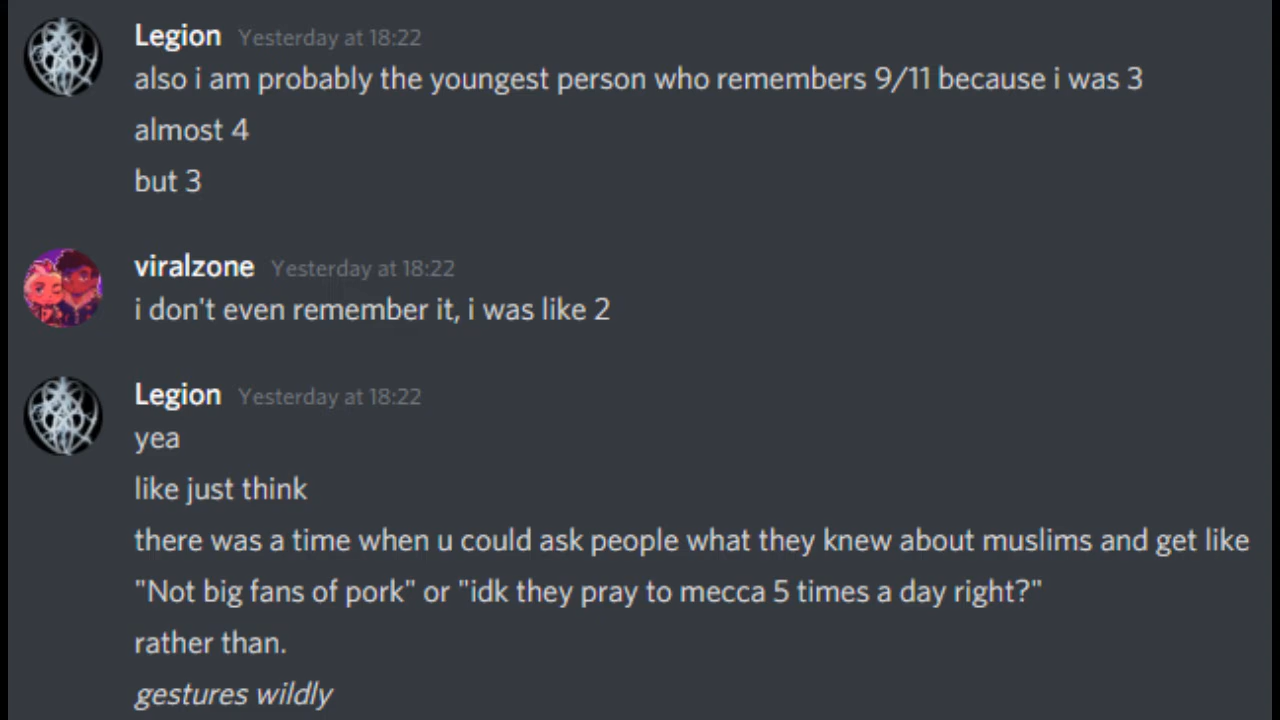 Legion Yesterday at 18:22
also i am probably the youngest person who remembers 9/11 because i was 3
almost 4
but 3
viralzone Yesterday at 18:22
i don't even remember it, i was like 2
Legion Yesterday at 18:22
yea
like just think
there was a time when u could ask people what they knew about muslims and get like
"Not big fans of pork" or "idk they pray to mecca 5 times a day right?"
rather than.
gestures wildly